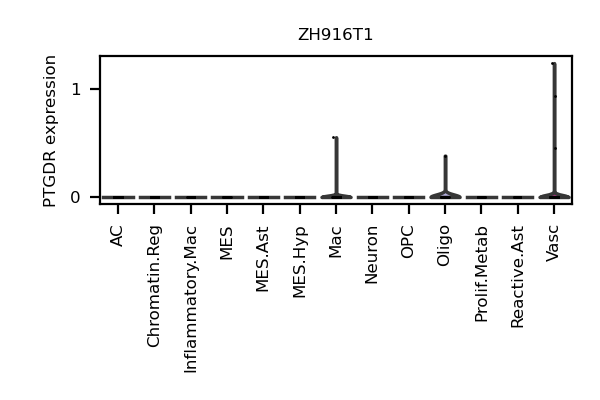 ZH916T1
PTGDR expression
1
0
AC
Chromatin.Reg
Inflammatory.Mac
MES
MES.Ast
MES.Hyp
Mac
Neuron
OPC
Oligo
Prolif.Metab
Reactive.Ast
Vasc